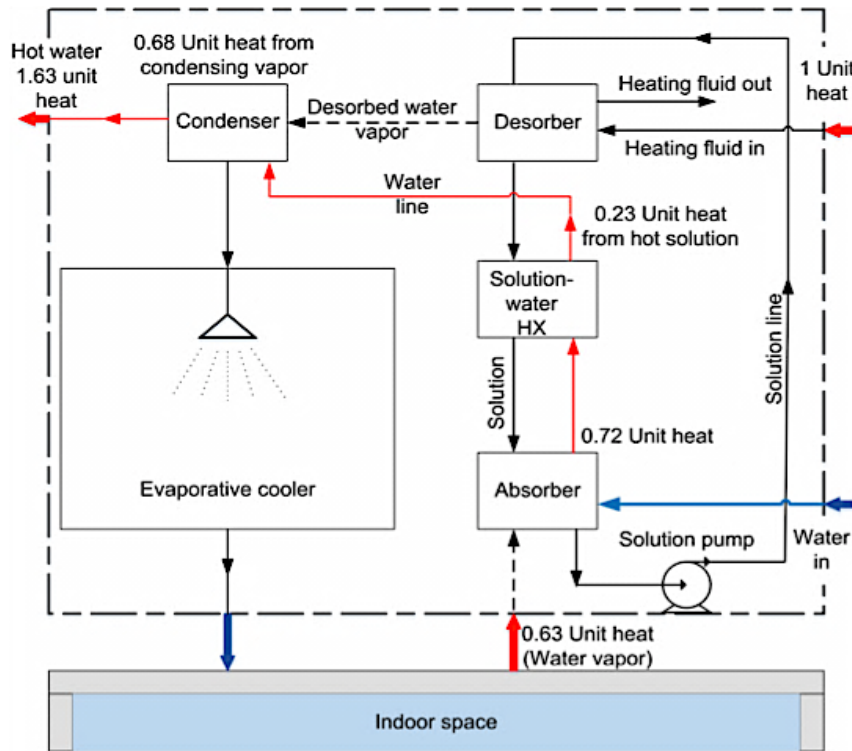 Hot water
1.63 unit
heat
0.68 Unit heat from
condensing vapor
Condenser
Desorbed water
vapor
Desorber
Heating fluid out
Heating fluid in
1 Unit
heat
Water
line
0.23 Unit heat
from hot solution
Solution-
water
HX
Solution line
Solution
0.72 Unit heat
Evaporative cooler
Absorber
Solution pump
Water
in
0.63 Unit heat
(Water vapor)
Indoor space